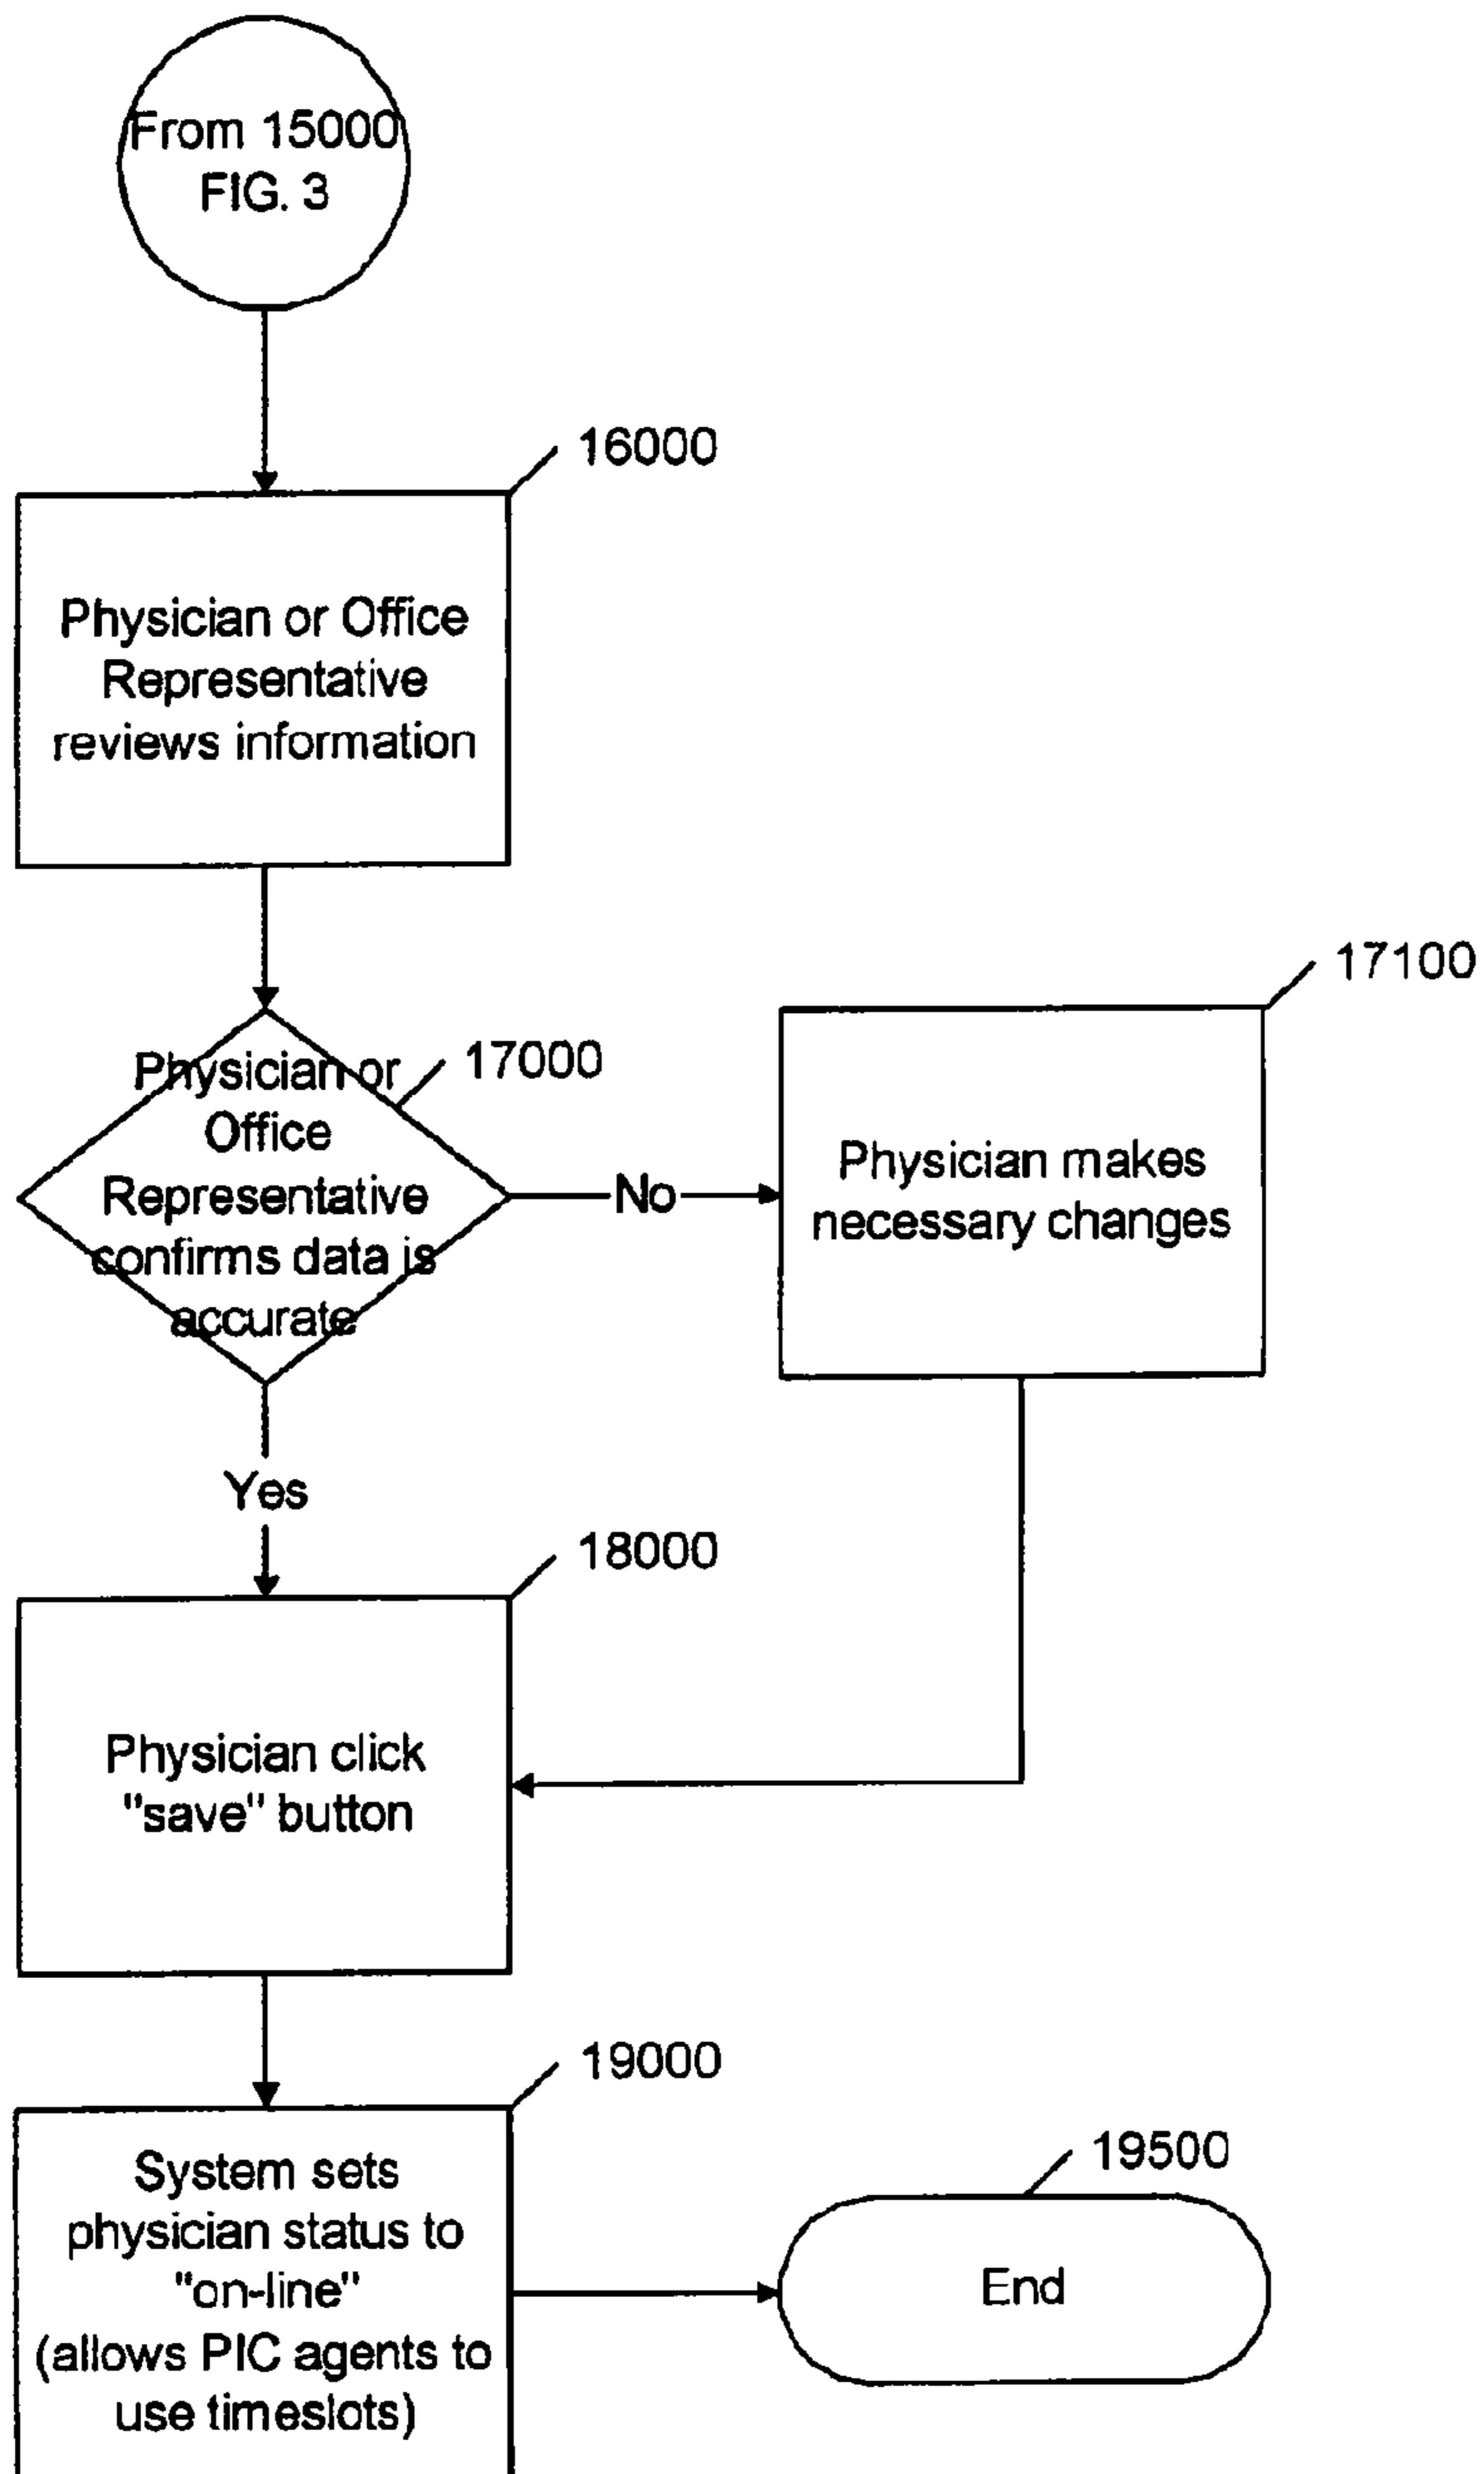 From 15000
FIG. 3
16000
Physician or Office
Representative
reviews information
17100
17000
Physician or
Office
Representative
confirms data is
accurate
No
Physician makes
necessary changes
Yes
18000
Physician click
"save" button
19000
System sets
physician status to
"on-line"
(allows PIC agents to
use timeslots)
19500
End